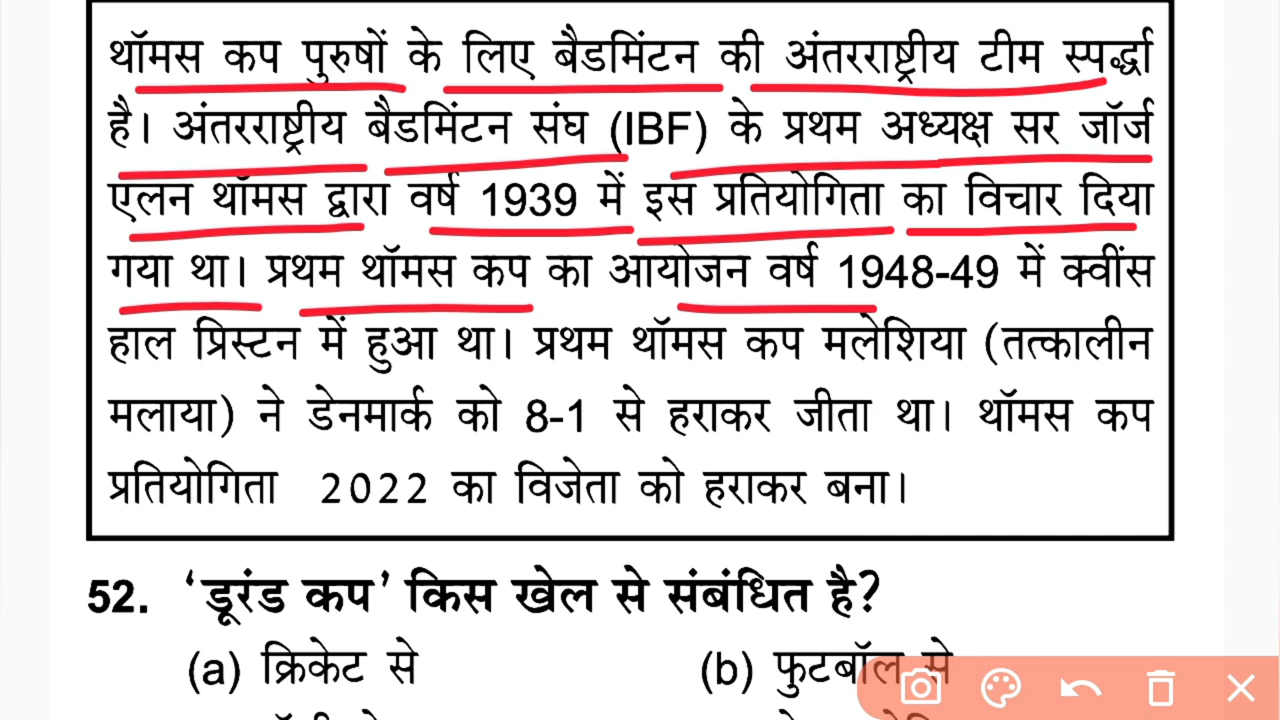 थॉमस कप पुरुषों के लिए बैडमिंटन की अंतरराष्ट्रीय टीम स्पर्द्धा
है। अंतरराष्ट्रीय बैडमिंटन संघ (IBF) के प्रथम अध्यक्ष सर जॉर्ज
एलन थॉमस द्वारा वर्ष 1939 में इस प्रतियोगिता का विचार दिया
गया था। प्रथम थॉमस कप का आयोजन वर्ष 1948-49 में क्वींस
हाल प्रिस्टन में हुआ था। प्रथम थॉमस कप मलेशिया (तत्कालीन
मलाया) ने डेनमार्क को 8-1 से हराकर जीता था। थॉमस कप
प्रतियोगिता 2022 का विजेता को हराकर बना।
52. 'डूरंड कप' किस खेल से संबंधित है?
(a) क्रिकेट से (b) फुटबॉल से